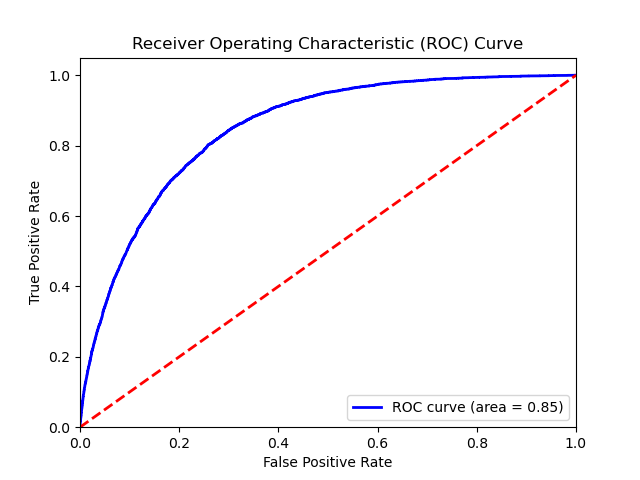 Receiver Operating Characteristic (ROC) Curve
True Positive Rate
1.0
0.8
0.6
0.4
0.2
0.0
0.0 0.2 0.4 0.6 0.8 1.0
False Positive Rate
ROC curve (area = 0.85)